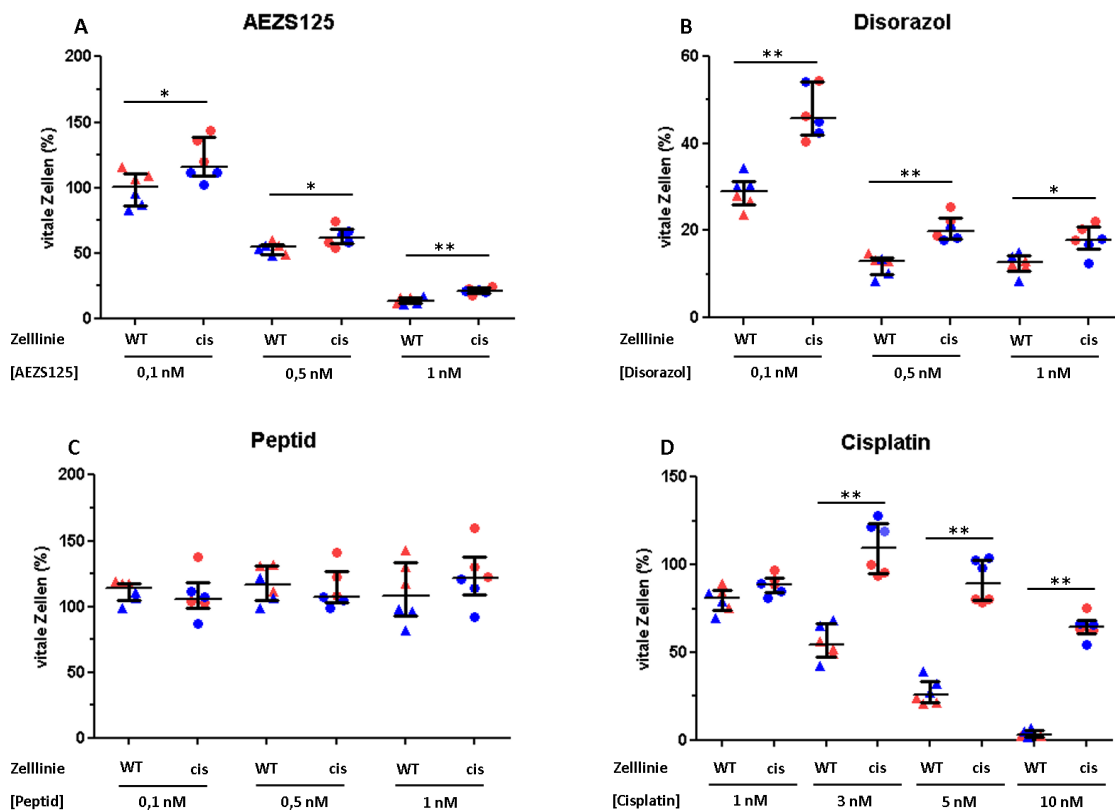 A
AEZS125
vitale Zellen (%)
200
150
100
50
0
*
*
**
Zelllinie
WT cis WT cis WT cis
[AEZS125]
0,1 nM 0,5 nM 1 nM
B
Disorazol
vitale Zellen (%)
60
40
20
0
**
**
*
Zelllinie
WT cis WT cis WT cis
[Disorazol]
0,1 nM 0,5 nM 1 nM
C
Peptid
vitale Zellen (%)
200
150
100
50
0
Zelllinie
WT cis WT cis WT cis
[Peptid]
0,1 nM 0,5 nM 1 nM
D
Cisplatin
vitale Zellen (%)
150
100
50
0
**
**
**
Zelllinie
WT cis WT cis WT cis WT cis
[Cisplatin]
1 nM 3 nM 5 nM 10 nM